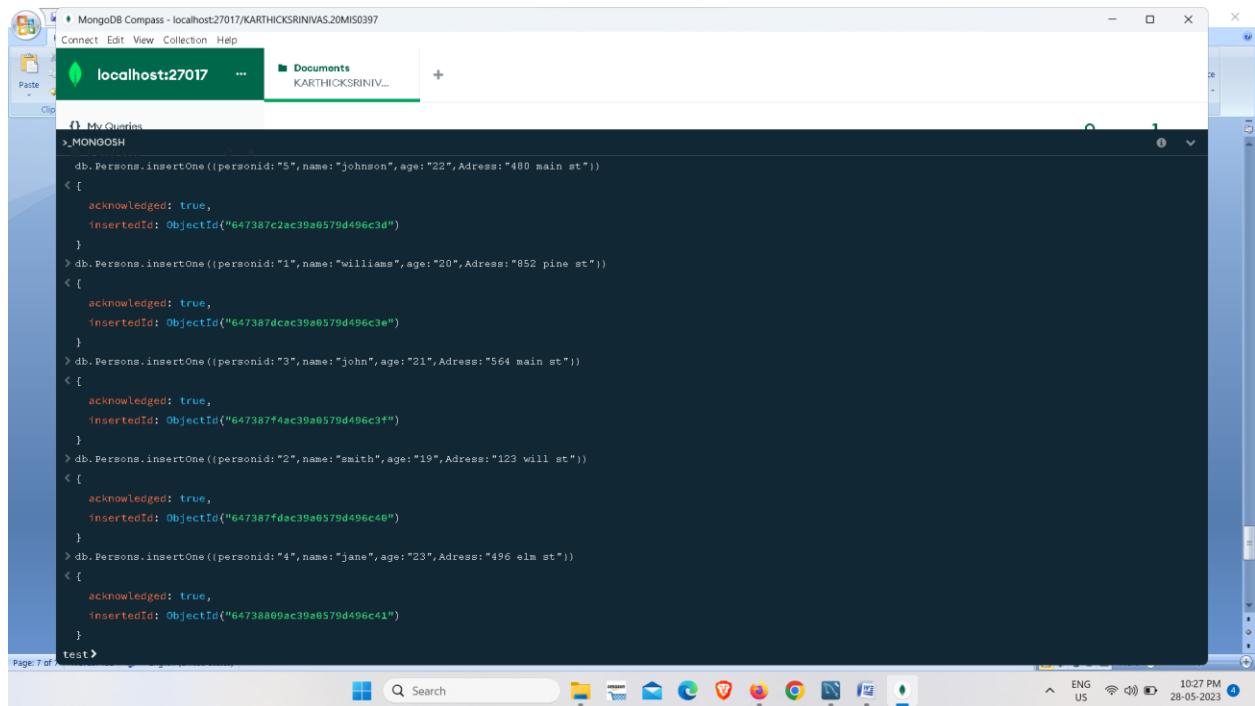 MongoDB Compass - localhost:27017/KARTHICKSRINIVAS.20MIS0397
Connect Edit View Collection Help
Paste
Clip
localhost:27017 ...
Documents
KARTHICKSRINIV...
+
{} My Queries
>_MONGOSH
db.Persons.insertOne({personid:"5",name:"johnson",age:"22",Adress:"480 main st"})
< {
acknowledged: true,
insertedId: ObjectId("647387c2ac39a0579d496c3d")
}
> db.Persons.insertOne({personid:"1",name:"williams",age:"20",Adress:"852 pine st"})
< {
acknowledged: true,
insertedId: ObjectId("647387dcac39a0579d496c3e")
}
> db.Persons.insertOne({personid:"3",name:"john",age:"21",Adress:"564 main st"})
< {
acknowledged: true,
insertedId: ObjectId("647387f4ac39a0579d496c3f")
}
> db.Persons.insertOne({personid:"2",name:"smith",age:"19",Adress:"123 will st"})
< {
acknowledged: true,
insertedId: ObjectId("647387fdac39a0579d496c40")
}
> db.Persons.insertOne({personid:"4",name:"jane",age:"23",Adress:"496 elm st"})
< {
acknowledged: true,
insertedId: ObjectId("64738809ac39a0579d496c41")
}
test>
Page: 7 of
Search
ENG
US
10:27 PM
28-05-2023
4